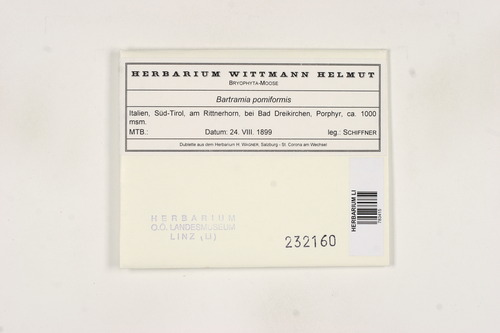 HERBARIUM WITTMANN HELMUT
BRYOPHYTA-MOOSE
Bartramia pomiformis
Italien, Süd-Tirol, am Rittnerhorn, bei Bad Dreikirchen, Porphyr, ca. 1000
msm.
MTB.: Datum: 24. VIII. 1899 leg.: SCHIFFNER
Dublette aus dem Herbarium H. WAGNER, Salzburg - St. Corona am Wechsel
HERBARIUM
O.Ö. LANDESMUSEUM
LINZ (LI)
232160
HERBARIUM LI